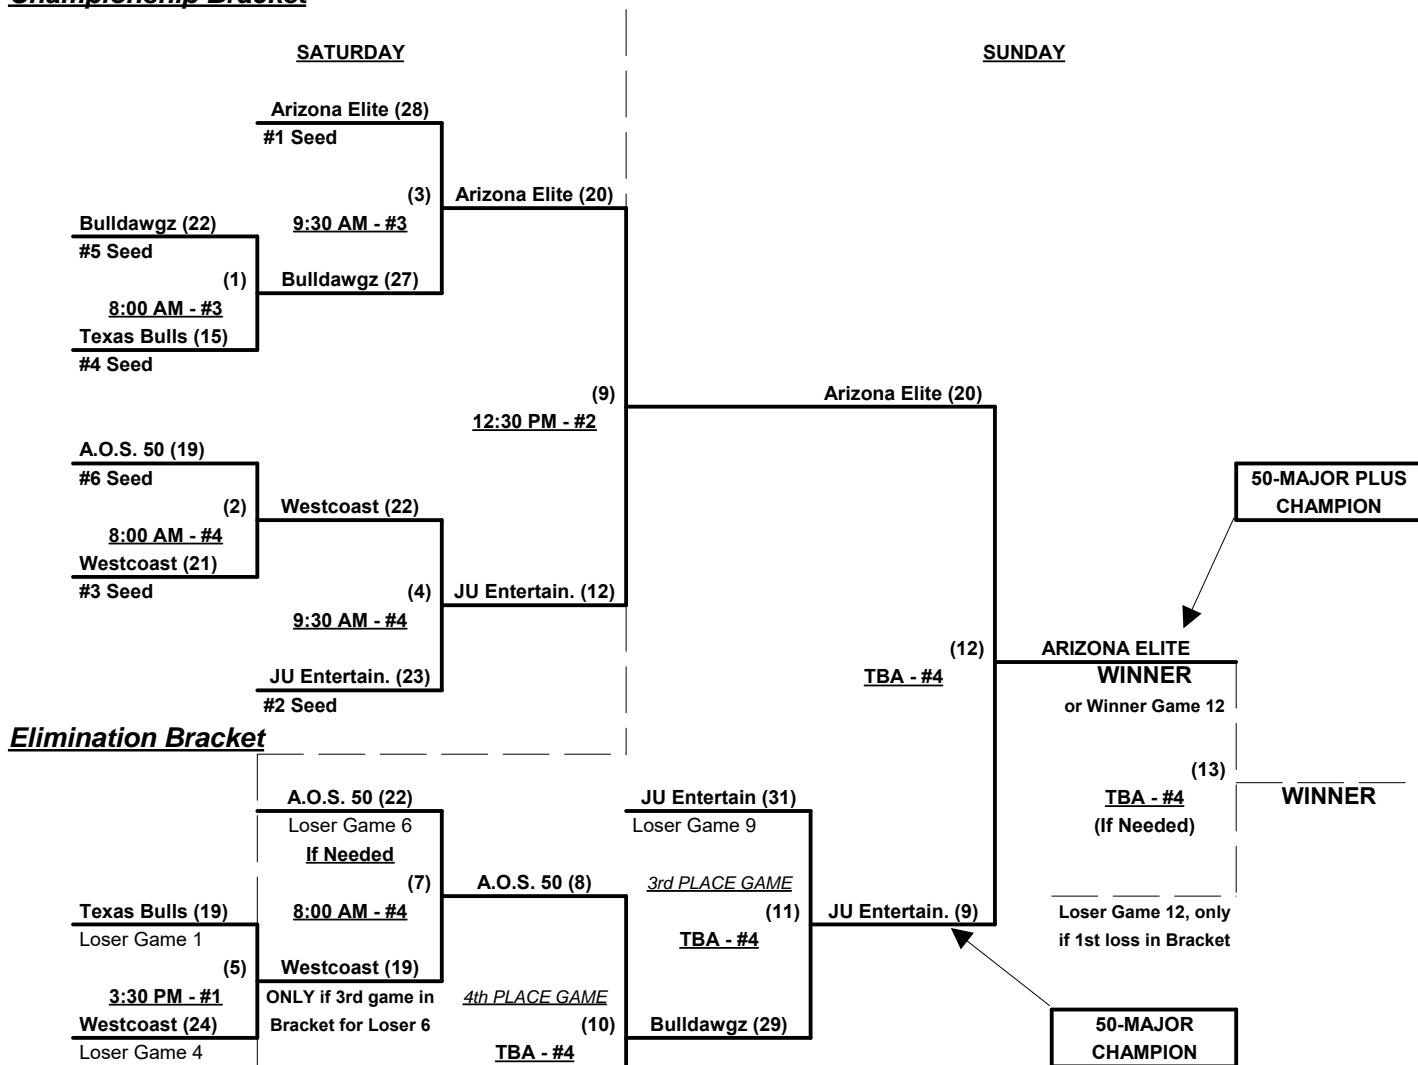 Championship Bracket
SATURDAY
SUNDAY
Arizona Elite (28)
#1 Seed
(3)
Arizona Elite (20)
Bulldawgz (22)
9:30 AM - #3
#5 Seed
(1)
Bulldawgz (27)
8:00 AM - #3
Texas Bulls (15)
#4 Seed
(9)
Arizona Elite (20)
12:30 PM - #2
A.O.S. 50 (19)
#6 Seed
50-MAJOR PLUS
CHAMPION
(2)
Westcoast (22)
8:00 AM - #4
Westcoast (21)
#3 Seed
(4)
JU Entertain. (12)
9:30 AM - #4
(12)
ARIZONA ELITE
JU Entertain. (23)
TBA - #4
WINNER
#2 Seed
or Winner Game 12
Elimination Bracket
(13)
A.O.S. 50 (22)
JU Entertain (31)
TBA - #4
WINNER
Loser Game 6
Loser Game 9
(If Needed)
If Needed
(7)
A.O.S. 50 (8)
3rd PLACE GAME
Texas Bulls (19)
8:00 AM - #4
(11)
JU Entertain. (9)
Loser Game 12, only
Loser Game 1
TBA - #4
if 1st loss in Bracket
(5)
Westcoast (19)
3:30 PM - #1
ONLY if 3rd game in
4th PLACE GAME
Westcoast (24)
Bracket for Loser 6
(10)
Bulldawgz (29)
50-MAJOR
Loser Game 4
TBA - #4
CHAMPION